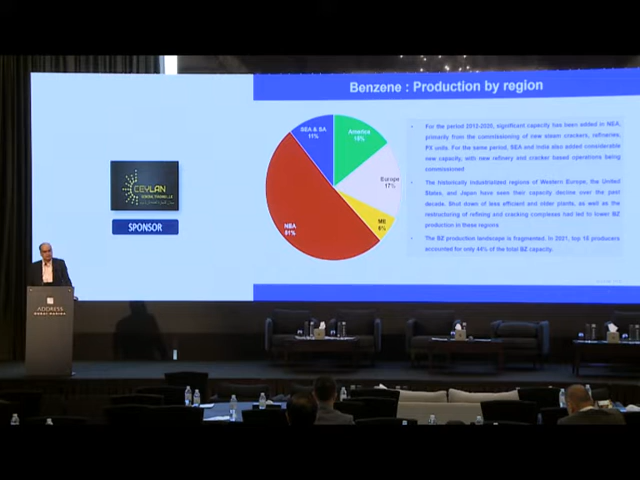 Benzene : Production by region
SEA & SA
11%
America
15%
Europe
17%
ME
6%
NEA
51%
For the period 2012-2020, significant capacity has been added in NEA,
primarily from the commissioning of new steam crackers, refineries,
PX units. For the same period, SEA and India also added considerable
new capacity, with new refinery and cracker based operations being
commissioned
The historically industrialized regions of Western Europe, the United
States, and Japan have seen their capacity decline over the past
decade. Shut down of less efficient and older plants, as well as the
restructuring of refining and cracking complexes had led to lower BZ
production in these regions
The BZ production landscape is fragmented. In 2021, top 10 producers
accounted for only 44% of the total BZ capacity.
CEYLAN
SPONSOR
ADDRESS
DUBAI MARINA